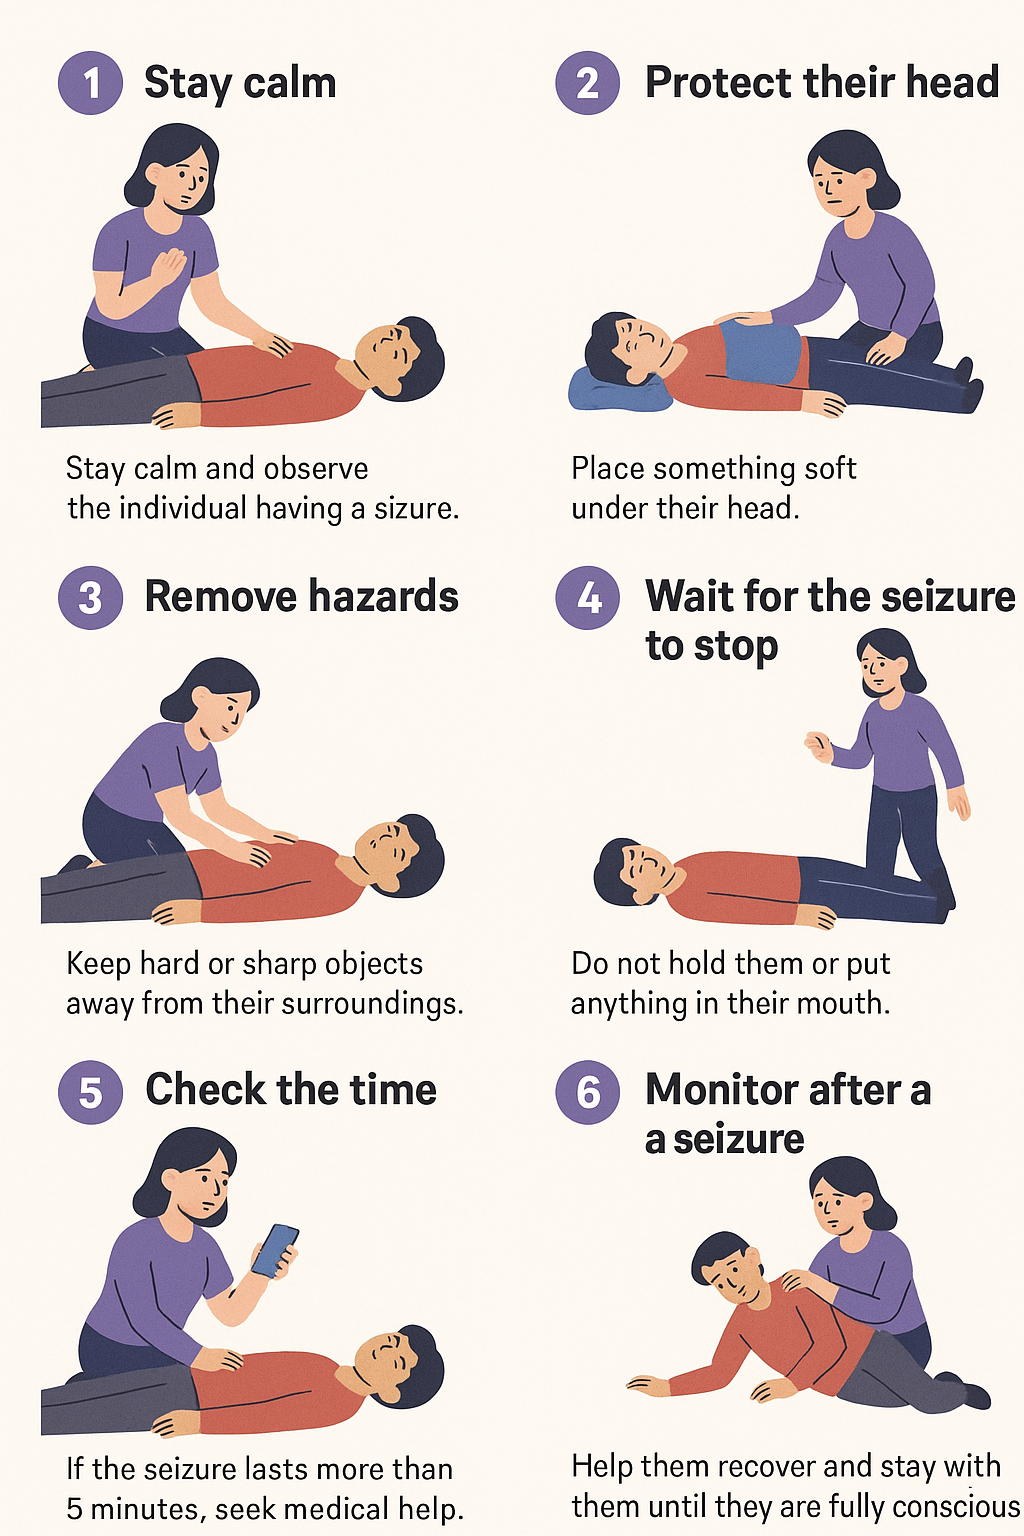 1 Stay calm
Stay calm and observe
the individual having a sizure.
2 Protect their head
Place something soft
under their head.
3 Remove hazards
Keep hard or sharp objects
away from their surroundings.
4 Wait for the seizure
to stop
Do not hold them or put
anything in their mouth.
5 Check the time
If the seizure lasts more than
5 minutes, seek medical help.
6 Monitor after a
a seizure
Help them recover and stay with
them until they are fully conscious